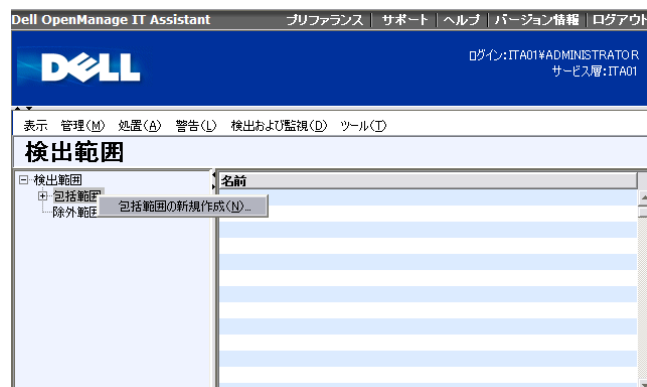 Dell OpenManage IT Assistant プリファランス | サポート | ヘルプ | バージョン情報 | ログアウト
DELL
ログイン:ITA01¥ADMINISTRATOR
サービス層:ITA01
表示 管理(M) 処置(A) 警告(L) 検出および監視(D) ツール(T)
検出範囲
検出範囲
名前
包括範囲
包括範囲の新規作成(N)...
除外範囲